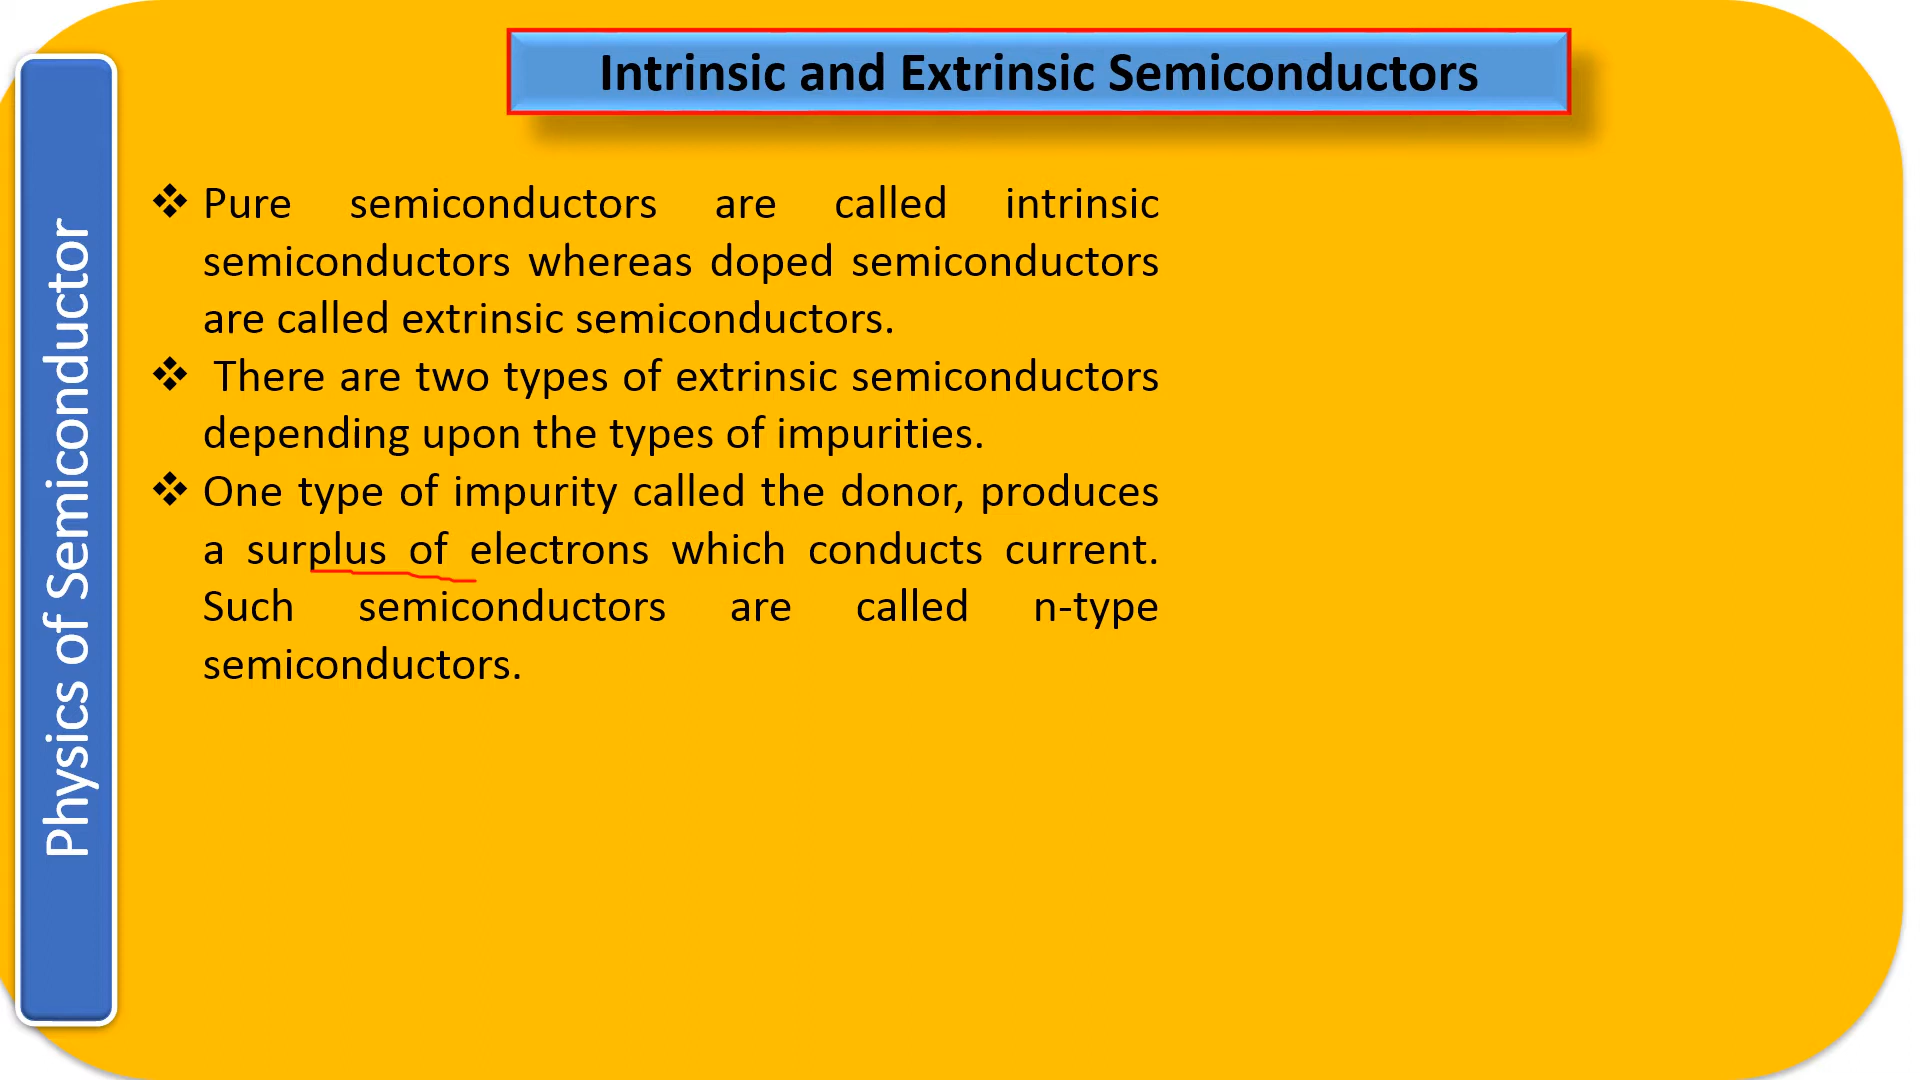 Intrinsic and Extrinsic Semiconductors
Physics of Semiconductor
❖ Pure semiconductors are called intrinsic
semiconductors whereas doped semiconductors
are called extrinsic semiconductors.
❖ There are two types of extrinsic semiconductors
depending upon the types of impurities.
❖ One type of impurity called the donor, produces
a surplus of electrons which conducts current.
Such semiconductors are called n-type
semiconductors.